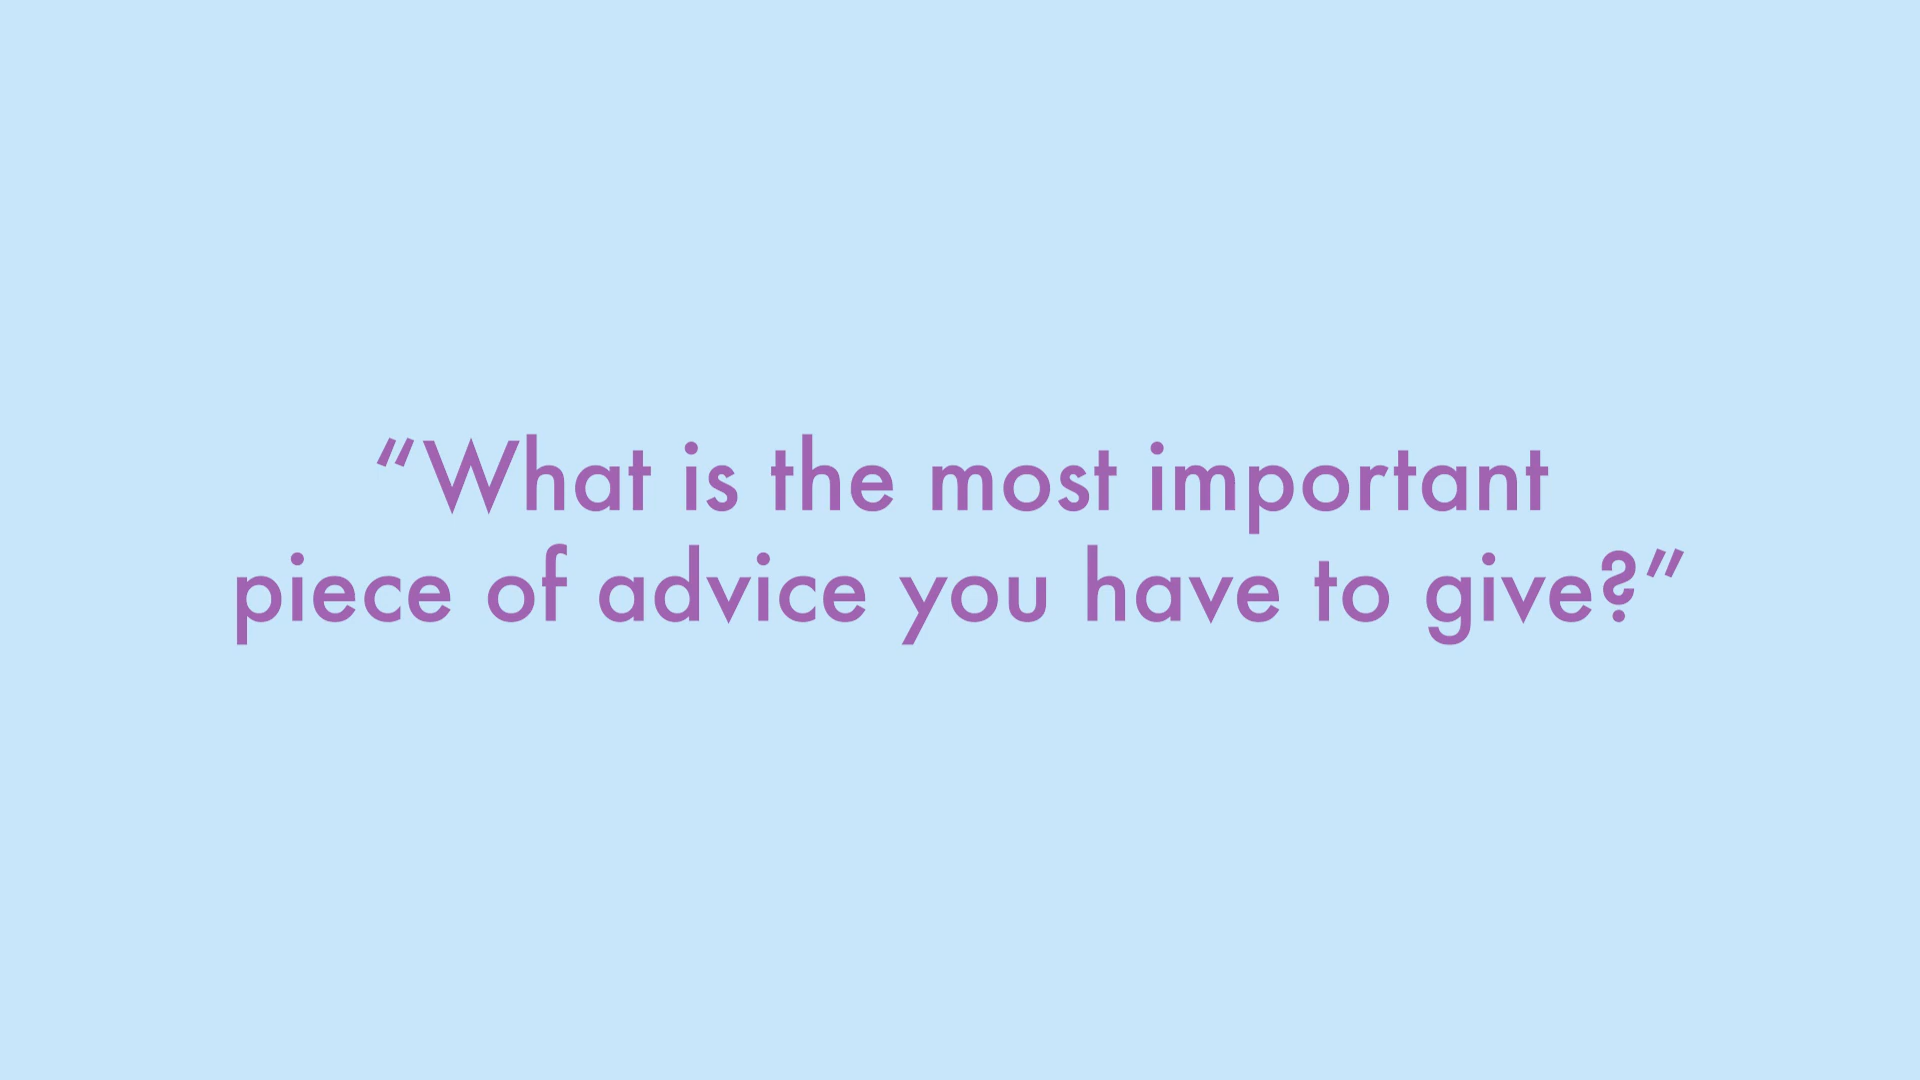 “What is the most important
piece of advice you have to give?”